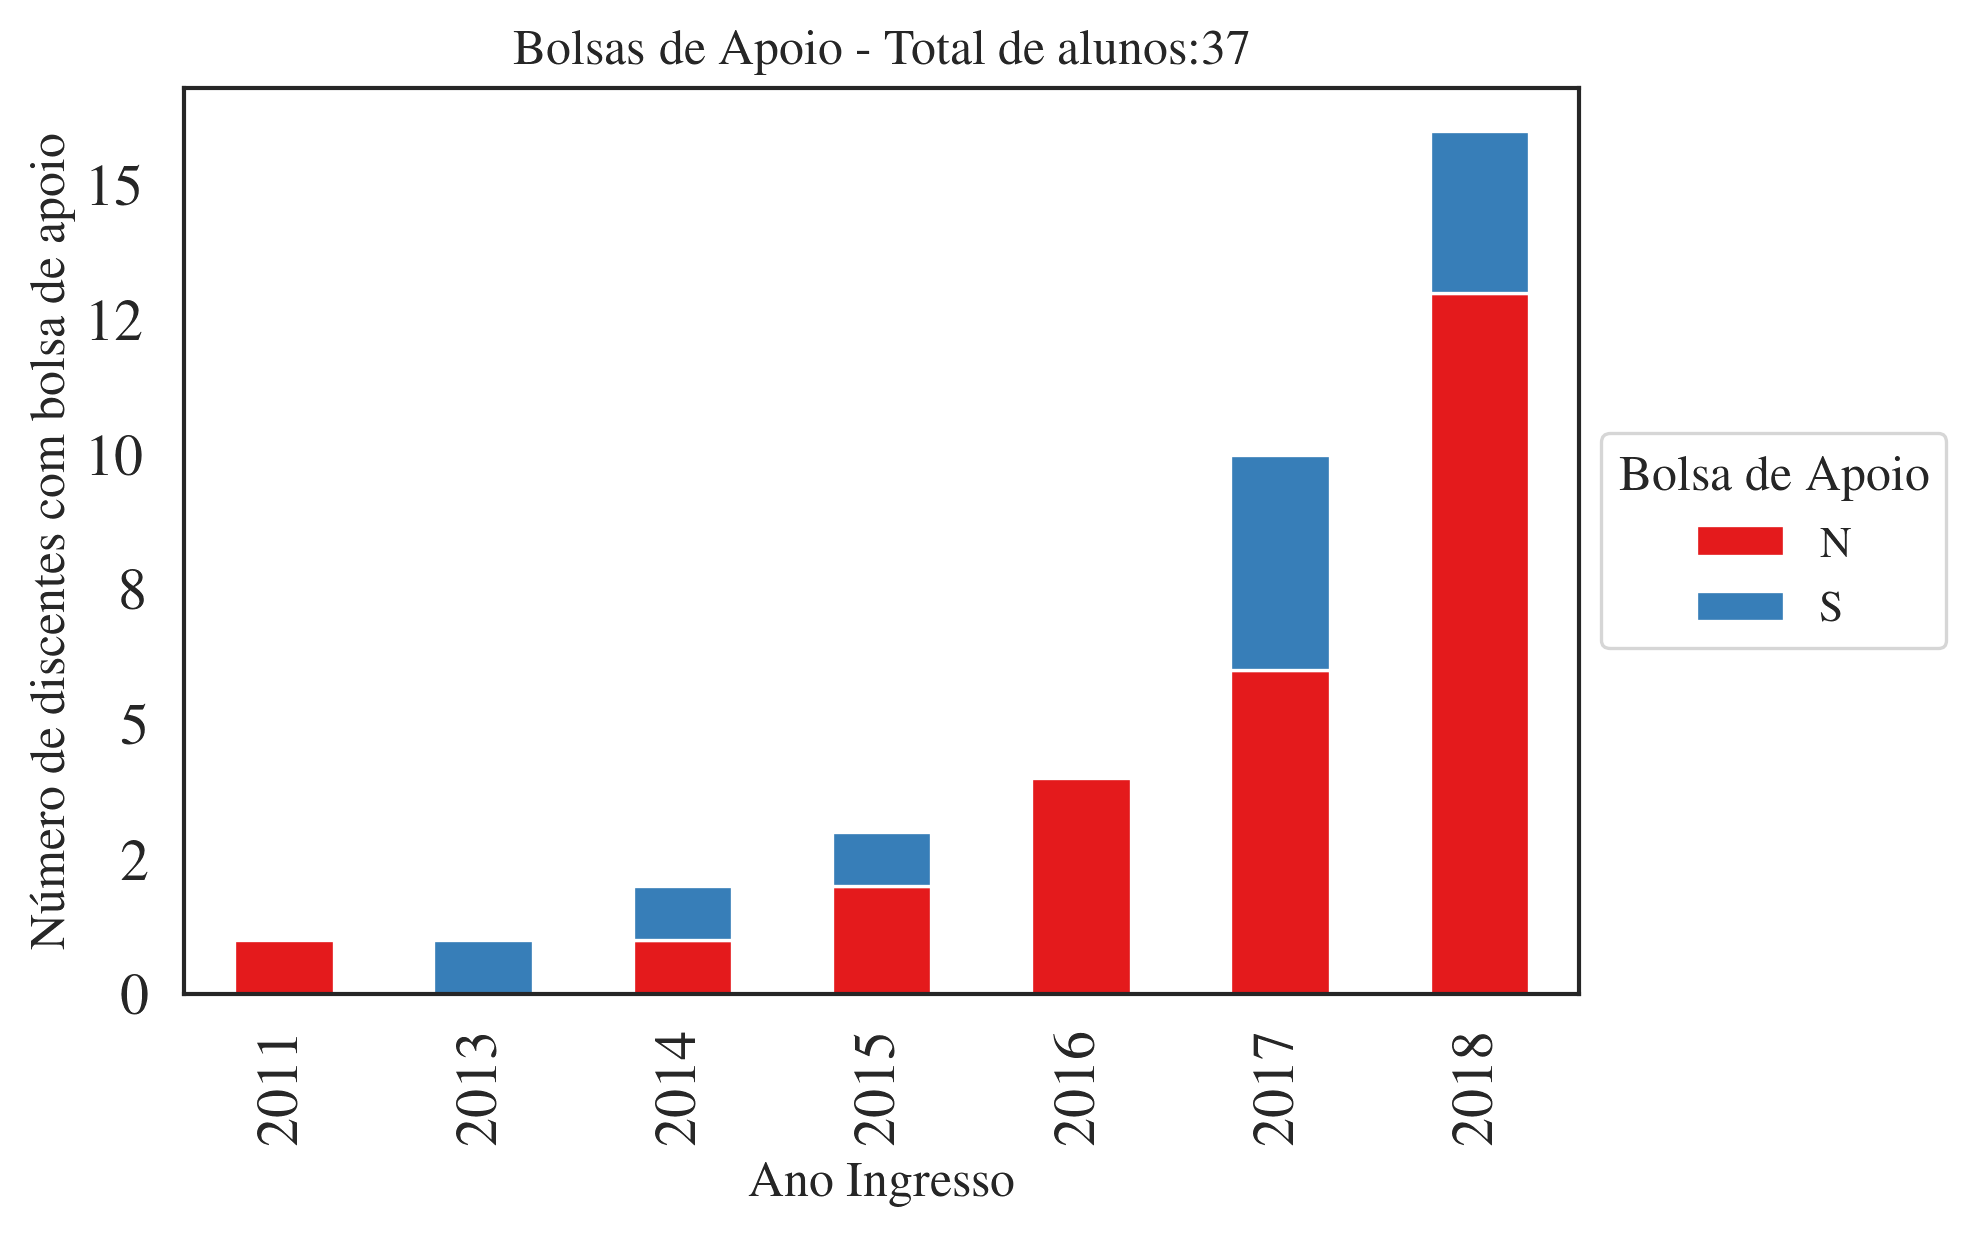 Bolsas de Apoio - Total de alunos:37
Número de discentes com bolsa de apoio
15
12
10
8
5
2
0
2011
2013
2014
2015
2016
2017
2018
Ano Ingresso
Bolsa de Apoio
N
S